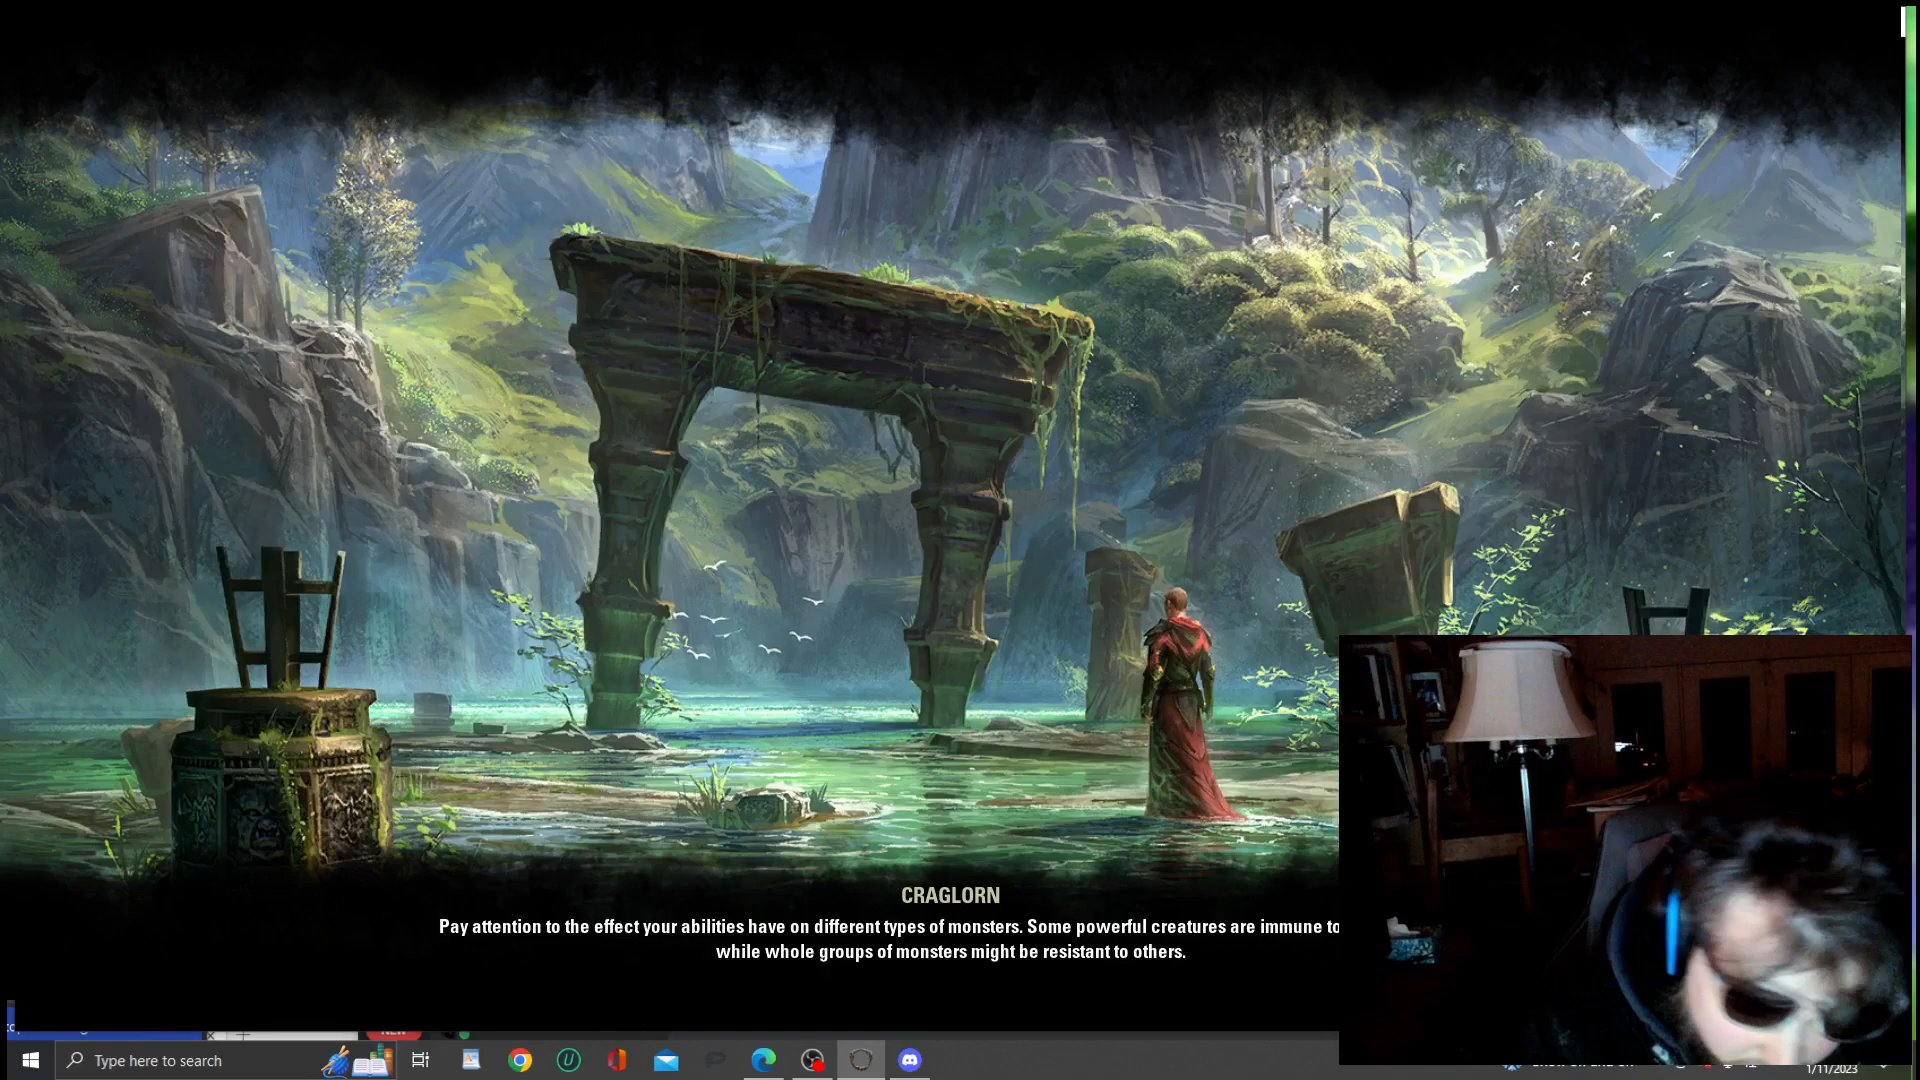 CRAGLORN
Pay attention to the effect your abilities have on different types of monsters. Some powerful creatures are immune to
while whole groups of monsters might be resistant to others.
Type here to search
1/11/2023